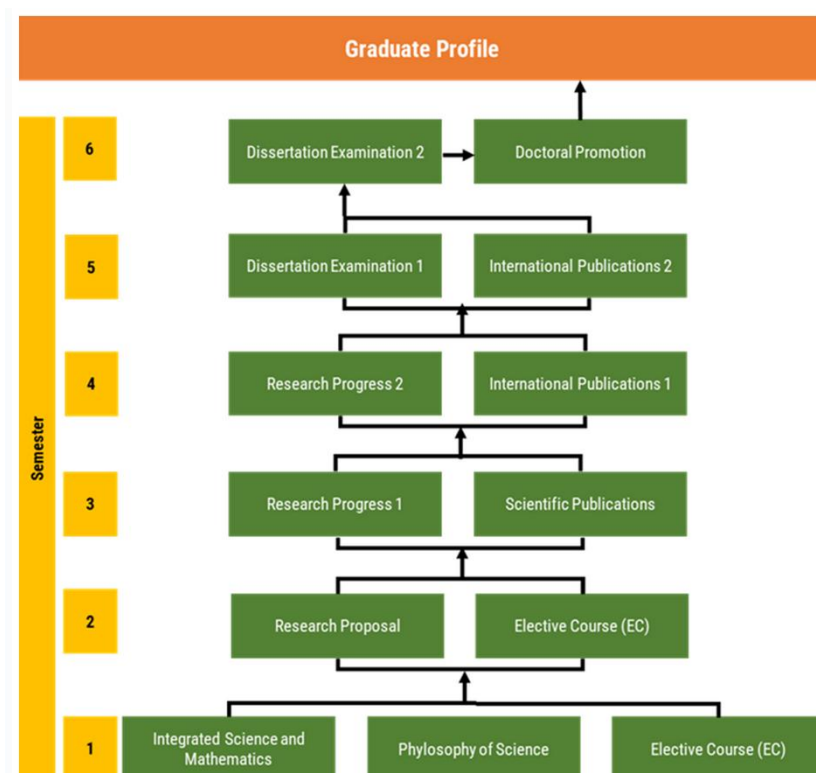 Graduate Profile
6
Dissertation Examination 2
Doctoral Promotion
5
Dissertation Examination 1
International Publications 2
4
Research Progress 2
International Publications 1
Semester
3
Research Progress 1
Scientific Publications
2
Research Proposal
Elective Course (EC)
1
Integrated Science and
Mathematics
Phylosophy of Science
Elective Course (EC)